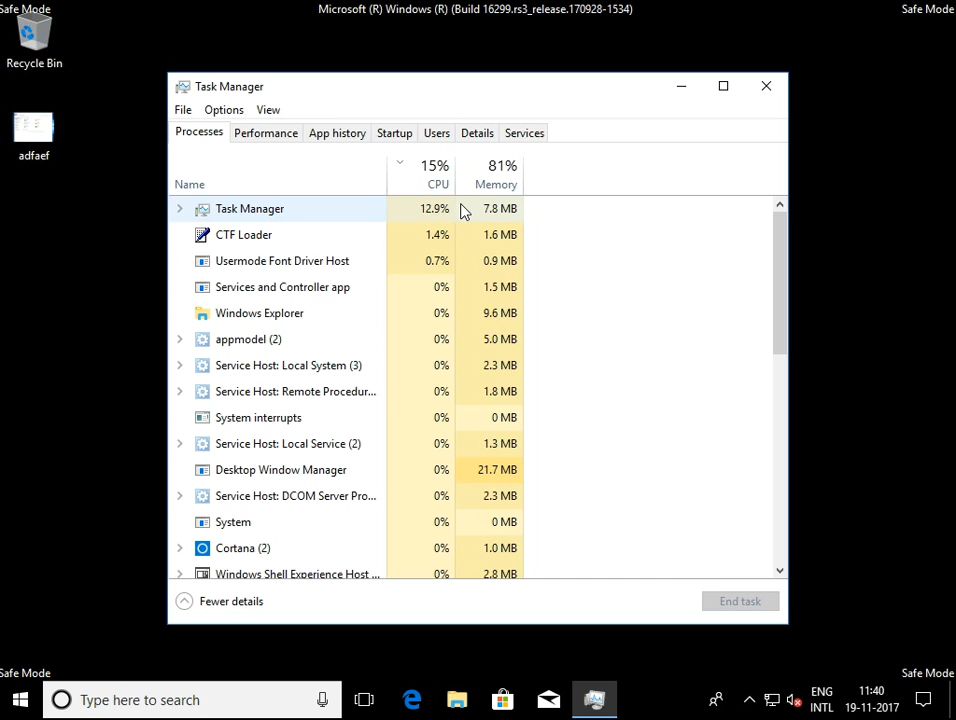 Safe Mode Microsoft (R) Windows (R) (Build 16299.rs3_release.170928-1534) Safe Mode
Recycle Bin
adfaef
Task Manager
File Options View
Processes Performance App history Startup Users Details Services
15% 81%
Name CPU Memory
Task Manager 12.9% 7.8 MB
CTF Loader 1.4% 1.6 MB
Usermode Font Driver Host 0.7% 0.9 MB
Services and Controller app 0% 1.5 MB
Windows Explorer 0% 9.6 MB
appmodel (2) 0% 5.0 MB
Service Host: Local System (3) 0% 2.3 MB
Service Host: Remote Procedur... 0% 1.8 MB
System interrupts 0% 0 MB
Service Host: Local Service (2) 0% 1.3 MB
Desktop Window Manager 0% 21.7 MB
Service Host: DCOM Server Pro... 0% 2.3 MB
System 0% 0 MB
Cortana (2) 0% 1.0 MB
Windows Shell Experience Host ... 0% 2.8 MB
Fewer details End task
Safe Mode Safe Mode
Type here to search
ENG 11:40
INTL 19-11-2017